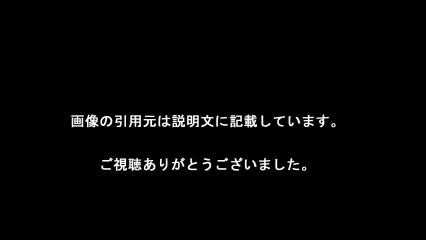 画像の引用元は説明文に記載しています。
ご視聴ありがとうございました。